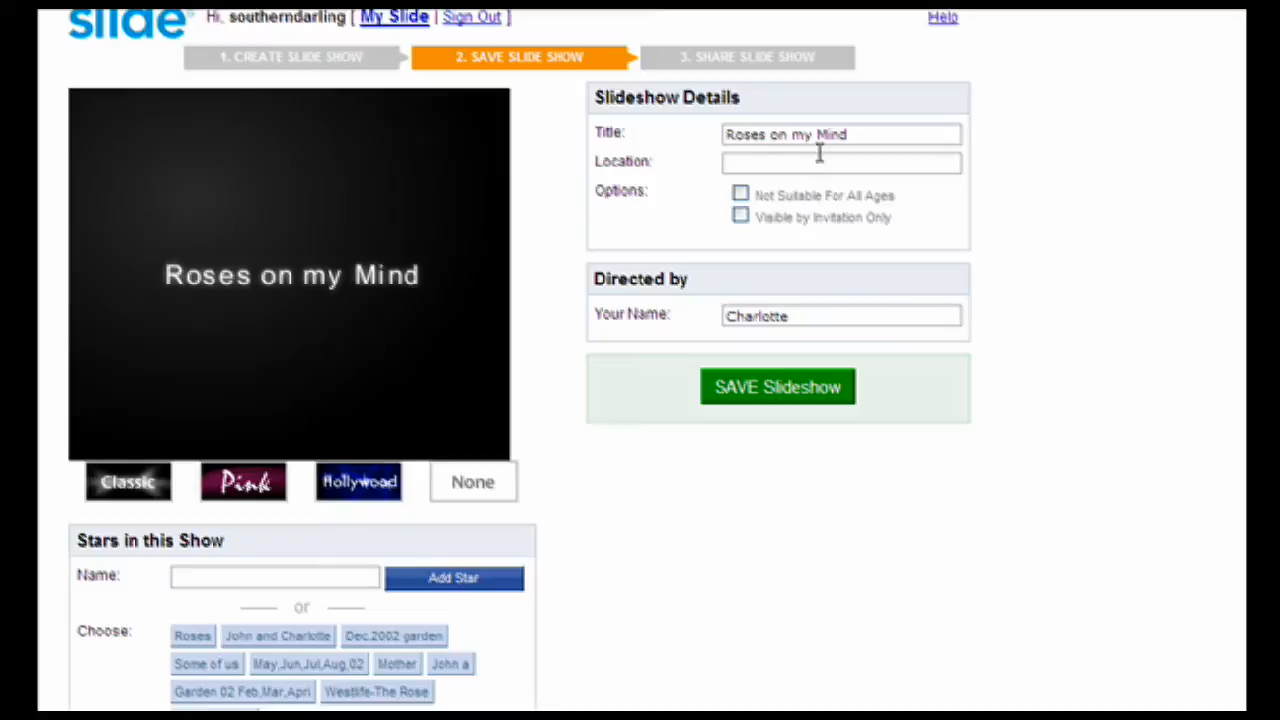 slide Hi, southerndarling [ My Slide | Sign Out ] Help
1. CREATE SLIDE SHOW 2. SAVE SLIDE SHOW 3. SHARE SLIDE SHOW
Slideshow Details
Title: Roses on my Mind
Location:
Options: Not Suitable For All Ages
Visible by Invitation Only
Roses on my Mind
Directed by
Your Name: Charlotte
SAVE Slideshow
Classic Pink Hollywood None
Stars in this Show
Name: Add Star
or
Choose: Roses John and Charlotte Dec.2002 garden
Some of us May,Jun,Jul,Aug,02 Mother John a
Garden 02 Feb,Mar,Apri Westlife-The Rose